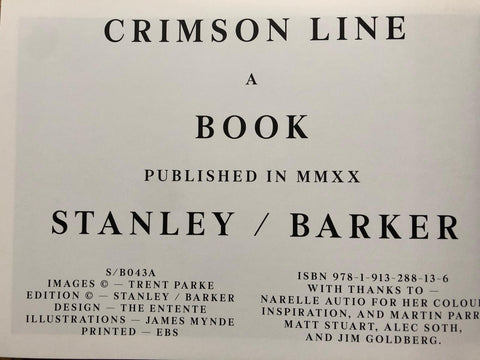 CRIMSON LINE
A
BOOK
PUBLISHED IN MMXX
STANLEY / BARKER
S/B043A
IMAGES © — TRENT PARKE
EDITION © — STANLEY / BARKER
DESIGN — THE ENTENTE
ILLUSTRATIONS — JAMES MYNDE
PRINTED — EBS
ISBN 978-1-913-288-13-6
WITH THANKS TO —
NARELLE AUTIO FOR HER COLOU
INSPIRATION, AND MARTIN PARR
MATT STUART, ALEC SOTH,
AND JIM GOLDBERG.